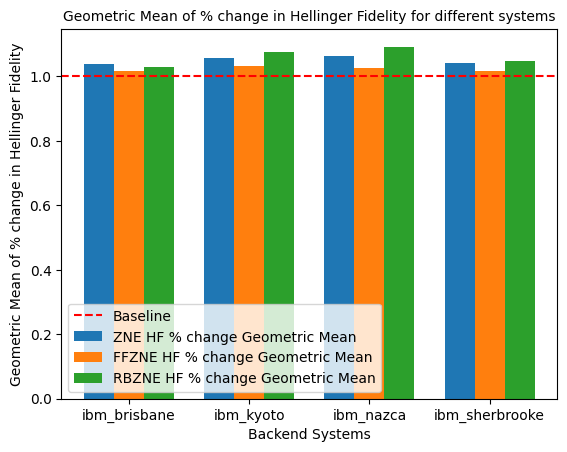 Geometric Mean of % change in Hellinger Fidelity for different systems
Geometric Mean of % change in Hellinger Fidelity
1.0
0.8
0.6
0.4
0.2
0.0
Baseline
ZNE HF % change Geometric Mean
FFZNE HF % change Geometric Mean
RBZNE HF % change Geometric Mean
ibm_brisbane
ibm_kyoto
ibm_nazca
ibm_sherbrooke
Backend Systems